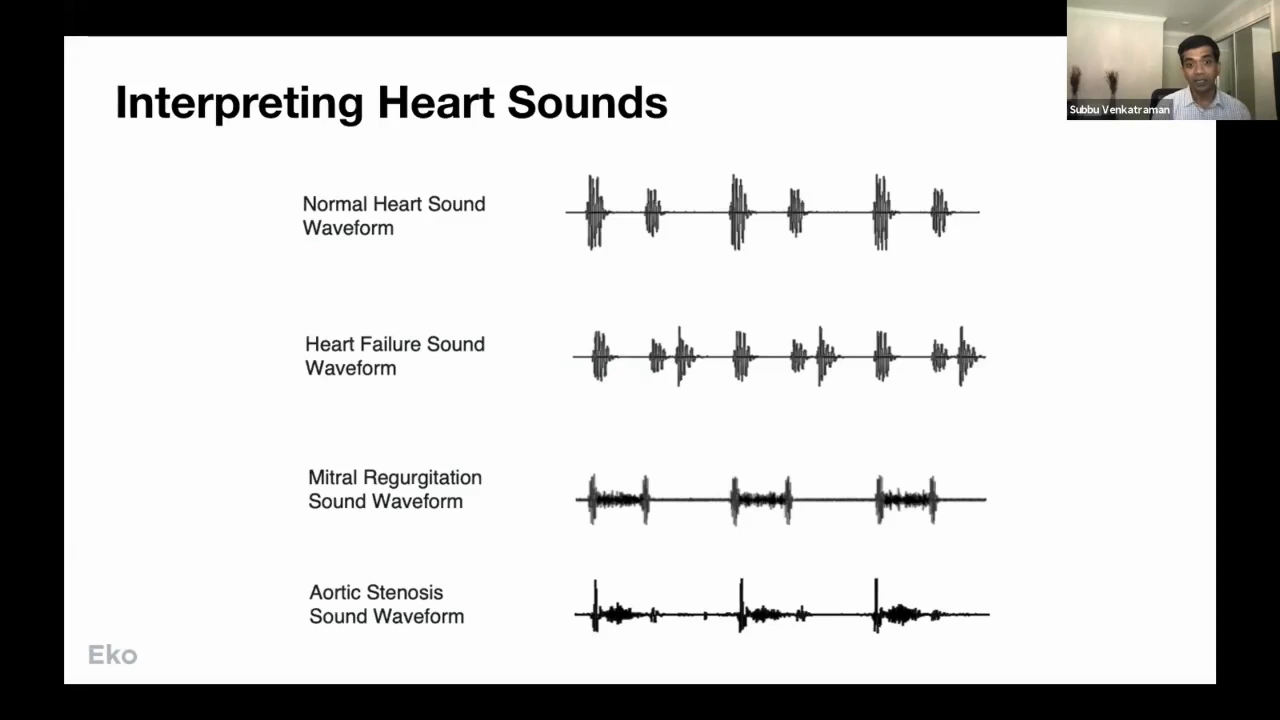 Interpreting Heart Sounds
Subbu Venkatraman
Normal Heart Sound
Waveform
Heart Failure Sound
Waveform
Mitral Regurgitation
Sound Waveform
Aortic Stenosis
Sound Waveform
Eko